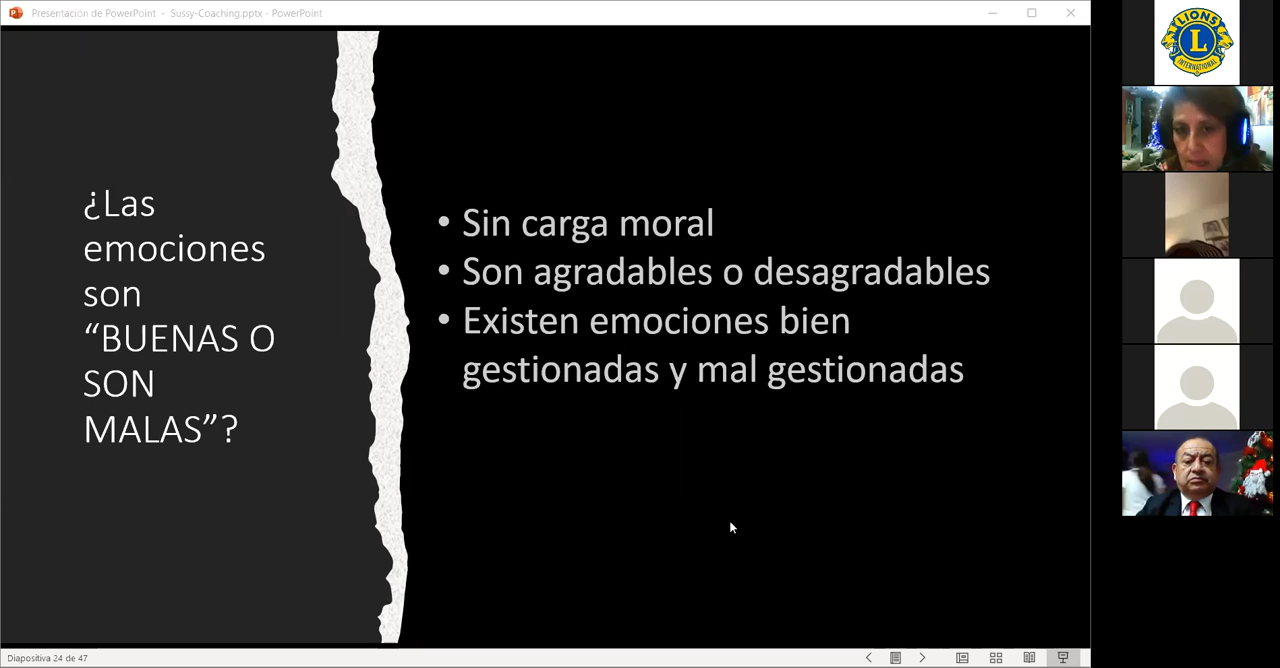 Presentación de PowerPoint - Sussy-Coaching.pptx - PowerPoint
¿Las
emociones
son
“BUENAS O
SON
MALAS”?
• Sin carga moral
• Son agradables o desagradables
• Existen emociones bien
gestionadas y mal gestionadas
Diapositiva 24 de 47
LIONS
L
INTERNATIONAL